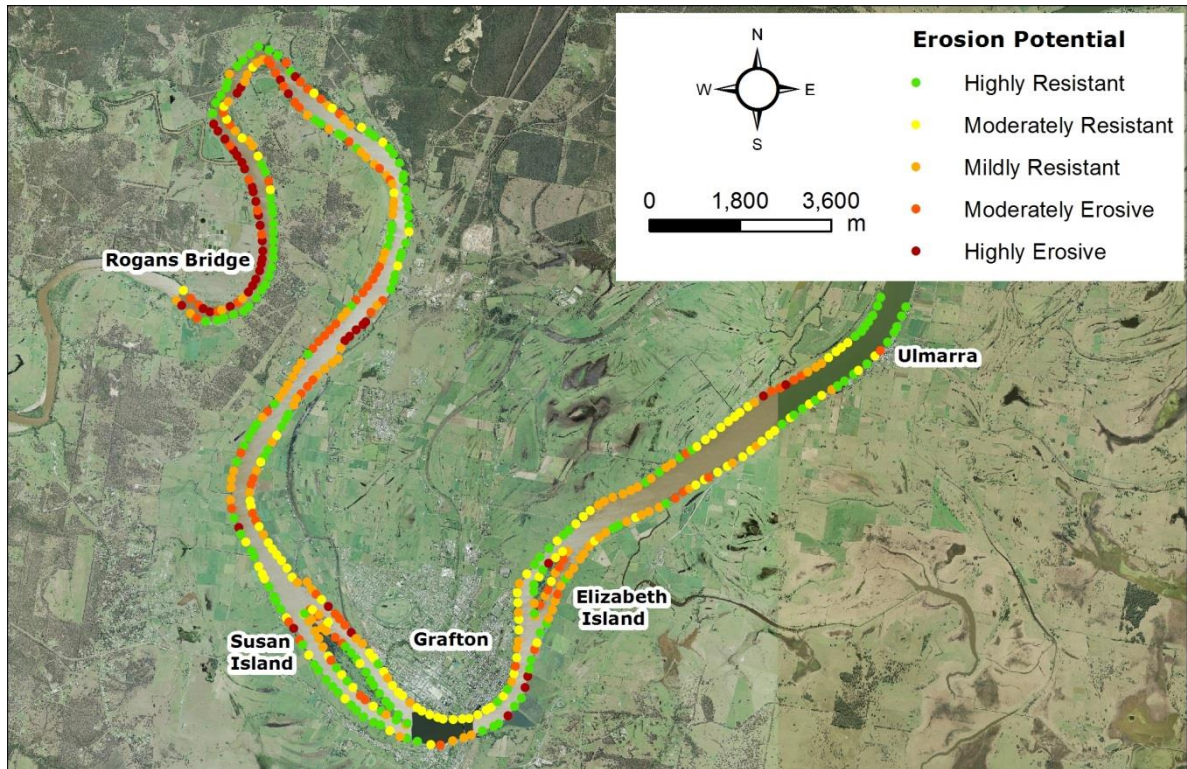 Erosion Potential
Highly Resistant
Moderately Resistant
Mildly Resistant
Moderately Erosive
Highly Erosive
N
W E
S
0 1,800 3,600
m
Rogans Bridge
Ulmarra
Elizabeth
Island
Grafton
Susan
Island